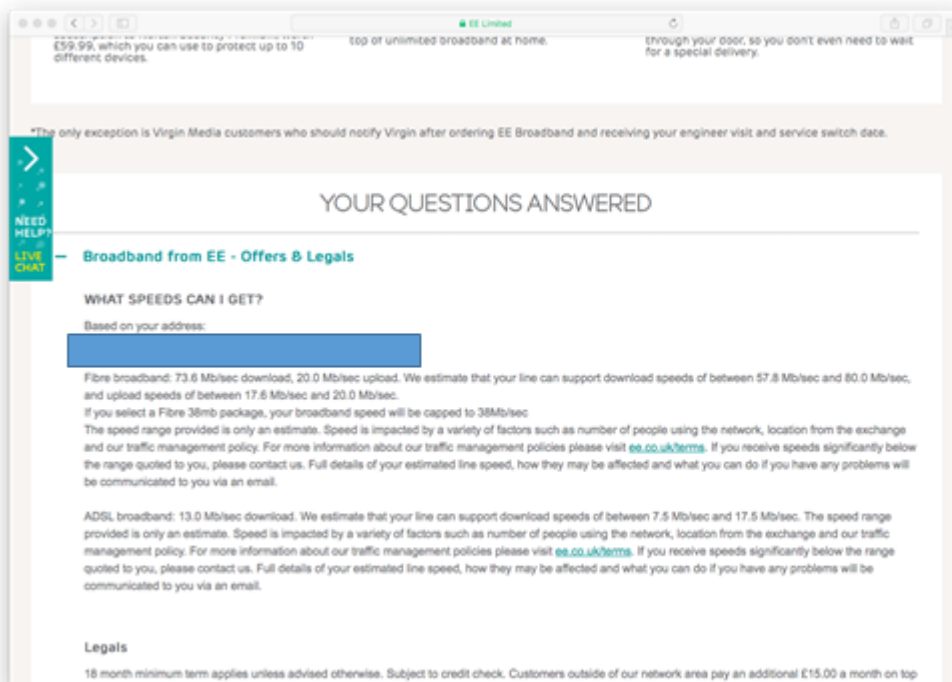 EE Limited
£59.99, which you can use to protect up to 10
different devices.
top of unlimited broadband at home.
through your door, so you don't even need to wait
for a special delivery.
*The only exception is Virgin Media customers who should notify Virgin after ordering EE Broadband and receiving your engineer visit and service switch date.
NEED
HELP?
LIVE
CHAT
YOUR QUESTIONS ANSWERED
Broadband from EE - Offers & Legals
WHAT SPEEDS CAN I GET?
Based on your address:
Fibre broadband: 73.6 Mb/sec download, 20.0 Mb/sec upload. We estimate that your line can support download speeds of between 57.8 Mb/sec and 80.0 Mb/sec,
and upload speeds of between 17.6 Mb/sec and 20.0 Mb/sec.
If you select a Fibre 38mb package, your broadband speed will be capped to 38Mb/sec
The speed range provided is only an estimate. Speed is impacted by a variety of factors such as number of people using the network, location from the exchange
and our traffic management policy. For more information about our traffic management policies please visit ee.co.uk/terms. If you receive speeds significantly below
the range quoted to you, please contact us. Full details of your estimated line speed, how they may be affected and what you can do if you have any problems will
be communicated to you via an email.
ADSL broadband: 13.0 Mb/sec download. We estimate that your line can support download speeds of between 7.5 Mb/sec and 17.5 Mb/sec. The speed range
provided is only an estimate. Speed is impacted by a variety of factors such as number of people using the network, location from the exchange and our traffic
management policy. For more information about our traffic management policies please visit ee.co.uk/terms. If you receive speeds significantly below the range
quoted to you, please contact us. Full details of your estimated line speed, how they may be affected and what you can do if you have any problems will be
communicated to you via an email.
Legals
18 month minimum term applies unless advised otherwise. Subject to credit check. Customers outside of our network area pay an additional £15.00 a month on top